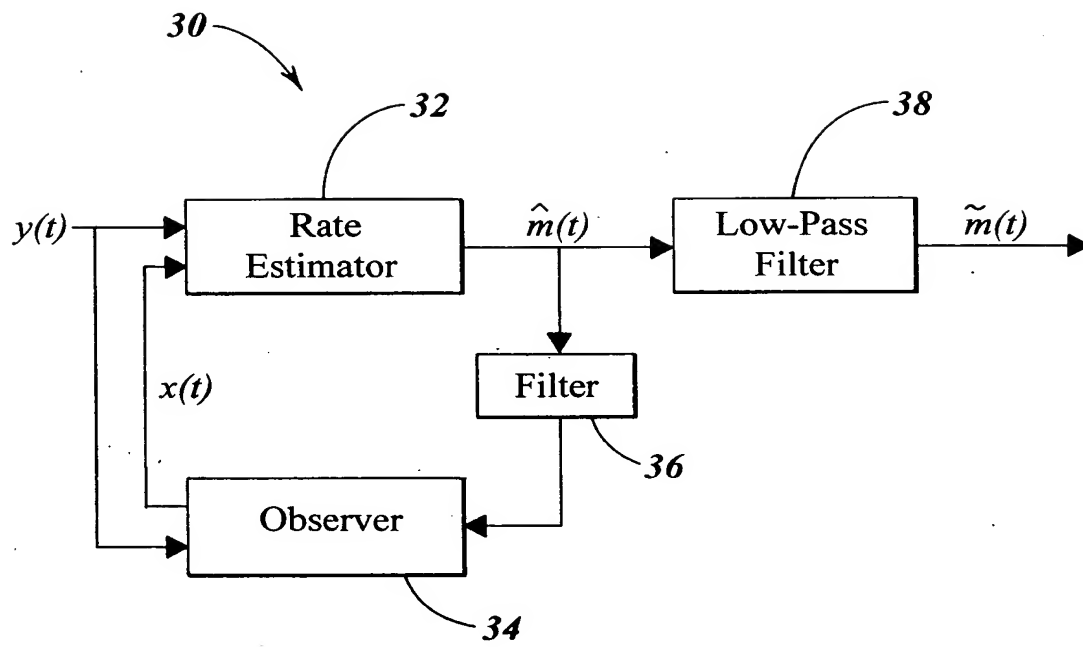 30
32
38
y(t)
Rate
Estimator
m̂(t)
Low-Pass
Filter
m̃(t)
x(t)
Filter
36
Observer
34